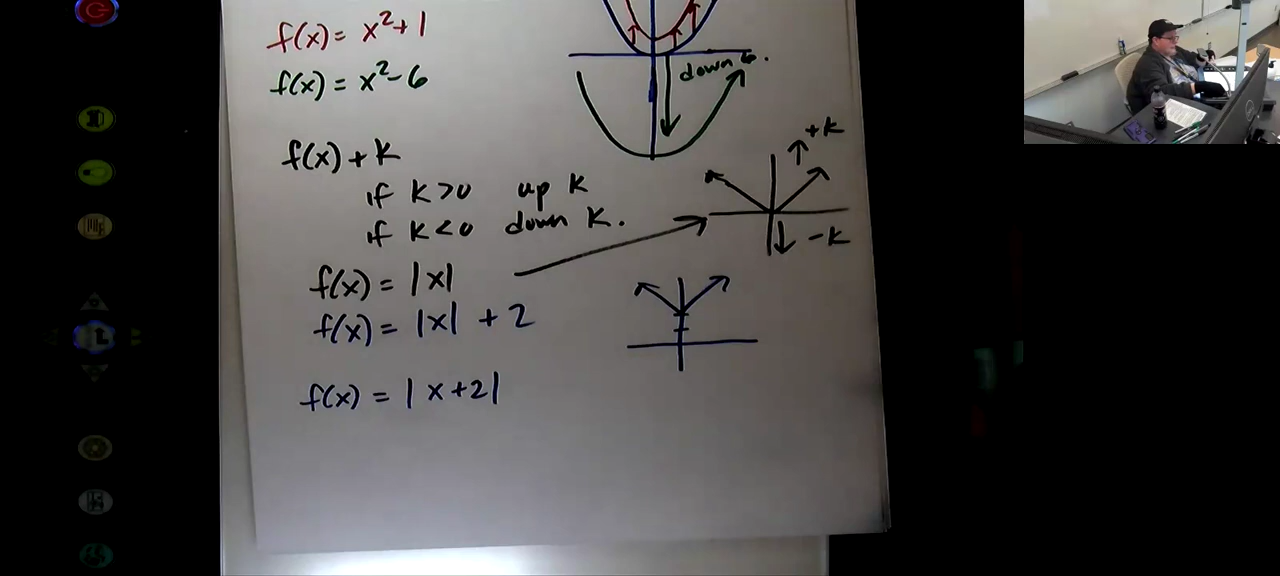 f(x) = x²+1
f(x) = x²-6
down 6.
f(x) + k
if k>0 up k
if k<0 down k.
+k
-k
f(x) = |x|
f(x) = |x| + 2
f(x) = |x+2|